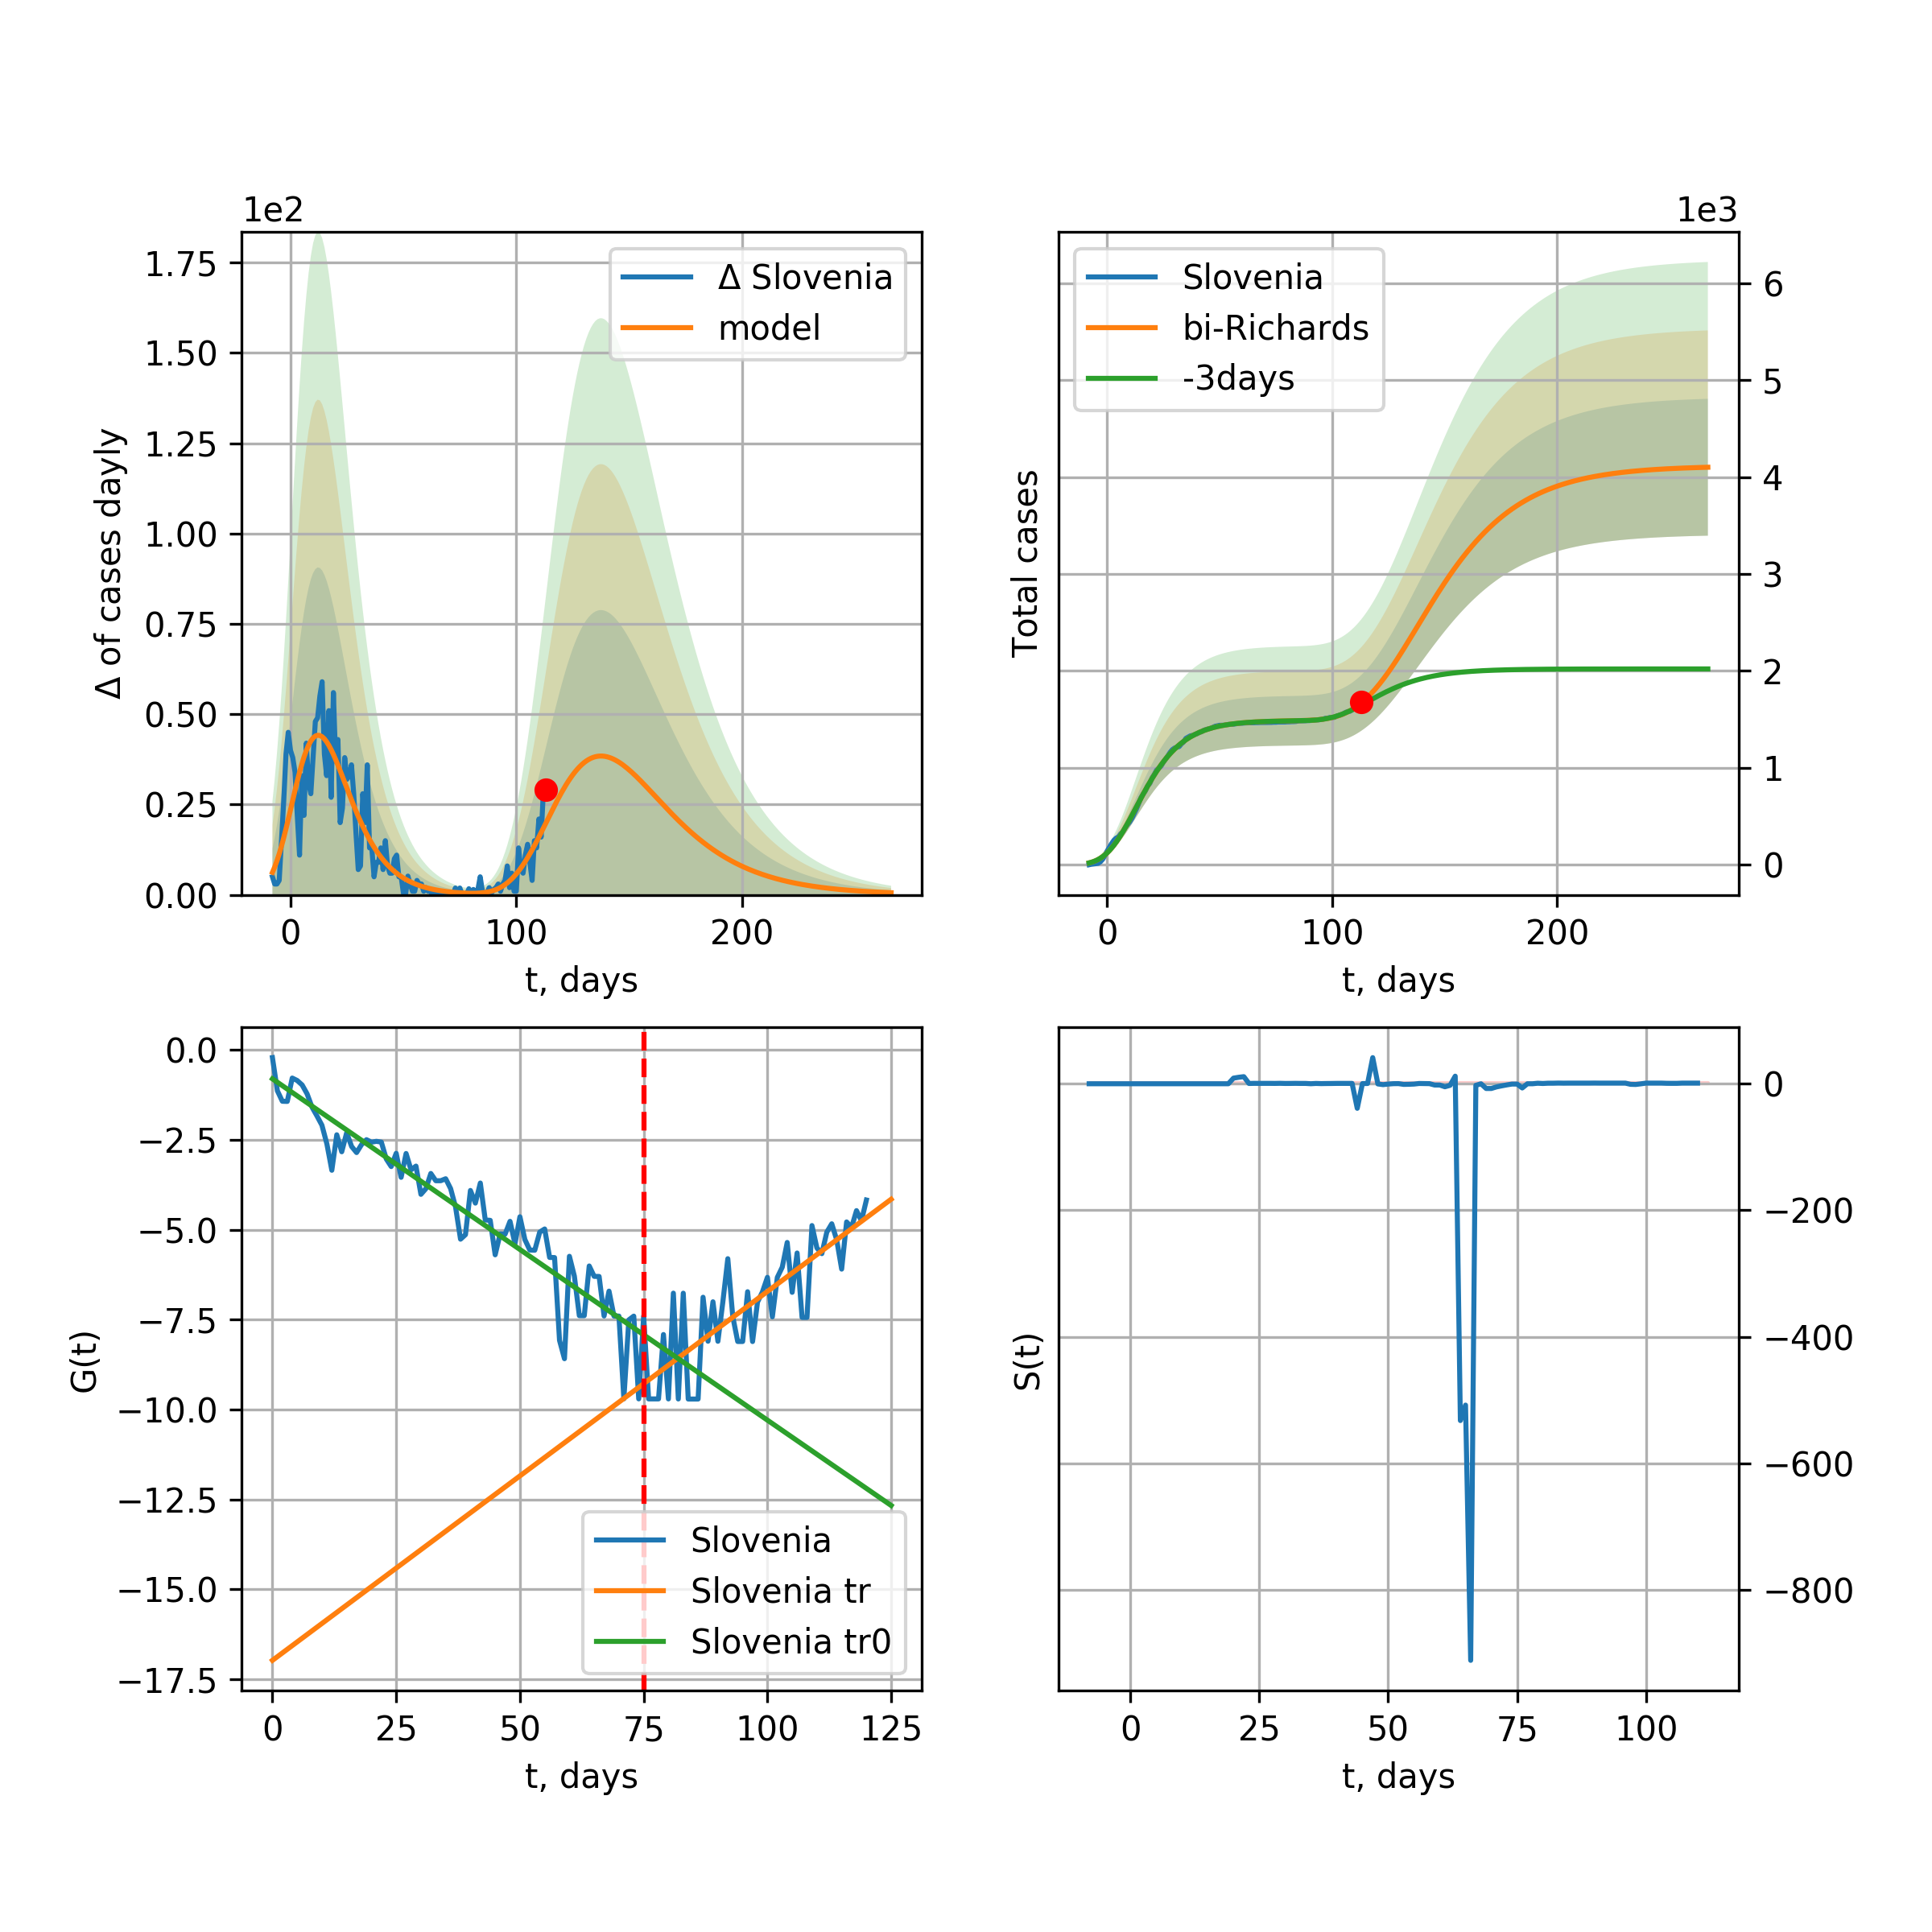 1e2
1.75
1.50
1.25
1.00
0.75
0.50
0.25
0.00
Δ of cases dayly
Δ Slovenia
model
0 100 200
t, days
1e3
Slovenia
bi-Richards
-3days
Total cases
6
5
4
3
2
1
0
0 100 200
t, days
0.0
−2.5
−5.0
−7.5
−10.0
−12.5
−15.0
−17.5
G(t)
Slovenia
Slovenia tr
Slovenia tr0
0 25 50 75 100 125
t, days
S(t)
0
−200
−400
−600
−800
0 25 50 75 100
t, days